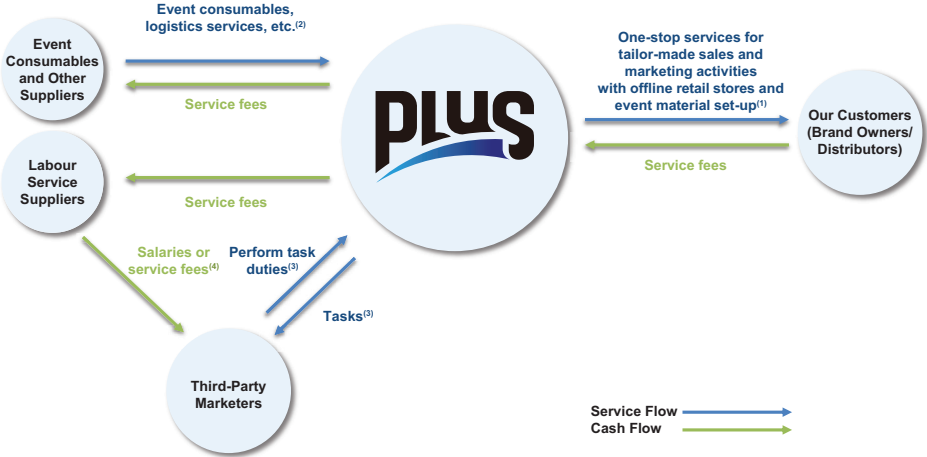 Event consumables,
logistics services, etc.(2)
Event
Consumables
and Other
Suppliers
Service fees
PLUS
One-stop services for
tailor-made sales and
marketing activities
with offline retail stores and
event material set-up(1)
Service fees
Our Customers
(Brand Owners/
Distributors)
Labour
Service
Suppliers
Service fees
Salaries or
service fees(4)
Perform task
duties(3)
Tasks(3)
Third-Party
Marketers
Service Flow
Cash Flow